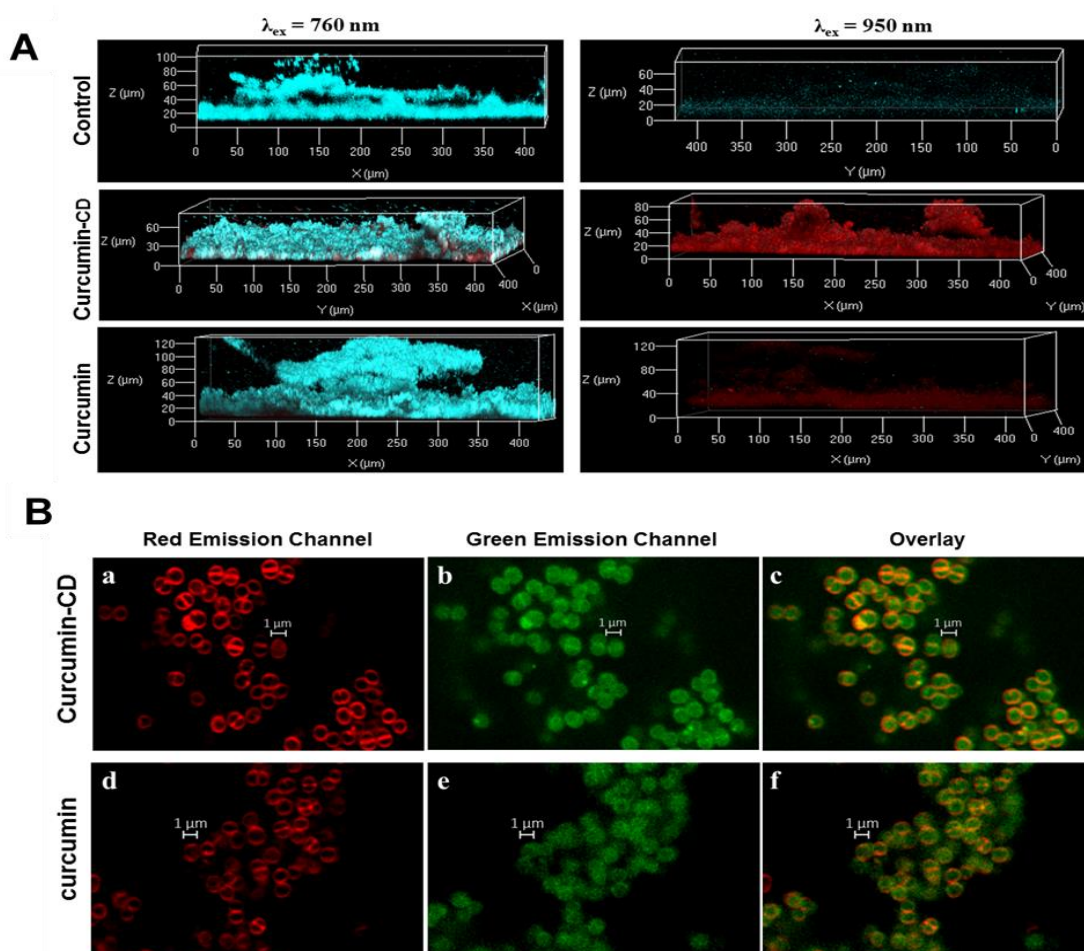 A
λex = 760 nm
λex = 950 nm
Control
Z (µm)
100
80
60
40
20
0
0 50 100 150 200 250 300 350 400
X (µm)
Z (µm)
60
40
20
0
400 350 300 250 200 150 100 50 0
Y (µm)
Curcumin-CD
Z (µm)
60
30
0
0 50 100 150 200 250 300 350 400
Y (µm)
400 0
X (µm)
Z (µm)
80
60
40
20
0
0 50 100 150 200 250 300 350 400
X (µm)
0 400
Y (µm)
Curcumin
Z (µm)
120
100
80
60
40
20
0
0 50 100 150 200 250 300 350 400
X (µm)
Z (µm)
120
80
40
0
0 50 100 150 200 250 300 350 400
X (µm)
0 400
Y (µm)
B
Red Emission Channel
Green Emission Channel
Overlay
Curcumin-CD
a
1 µm
b
1 µm
c
1 µm
curcumin
d
1 µm
e
1 µm
f
1 µm